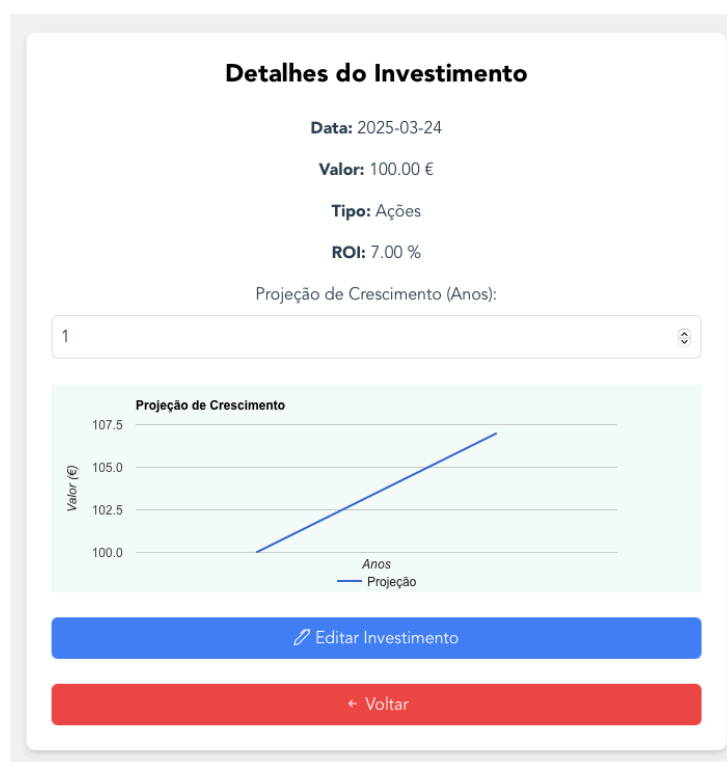 Detalhes do Investimento
Data: 2025-03-24
Valor: 100.00 €
Tipo: Ações
ROI: 7.00 %
Projeção de Crescimento (Anos):
1
Projeção de Crescimento
107.5
105.0
102.5
100.0
Valor (€)
Anos
Projeção
Editar Investimento
← Voltar